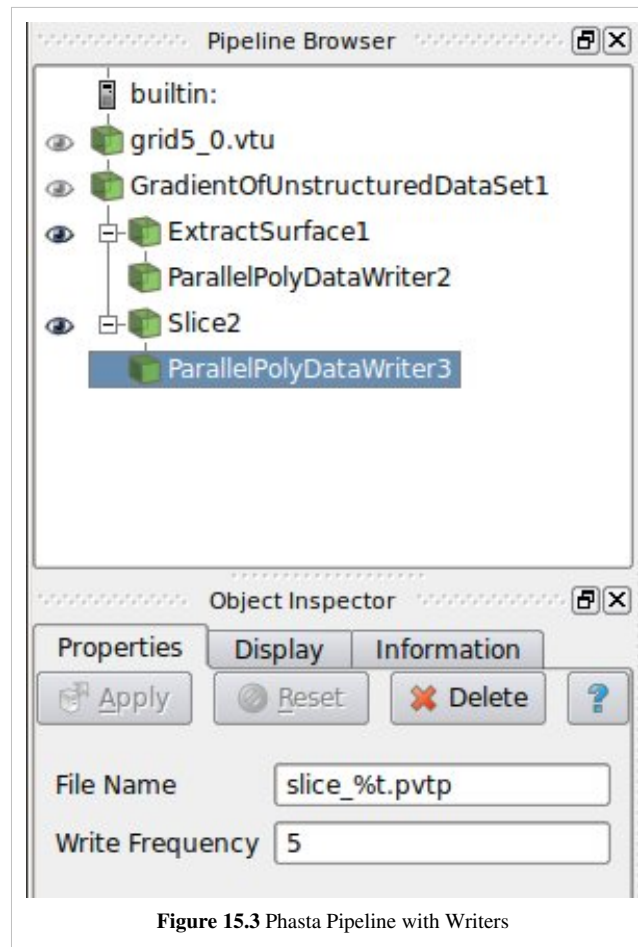 Pipeline Browser
builtin:
grid5_0.vtu
GradientOfUnstructuredDataSet1
ExtractSurface1
ParallelPolyDataWriter2
Slice2
ParallelPolyDataWriter3
Object Inspector
Properties Display Information
Apply Reset Delete ?
File Name slice_%t.pvtp
Write Frequency 5
Figure 15.3 Phasta Pipeline with Writers